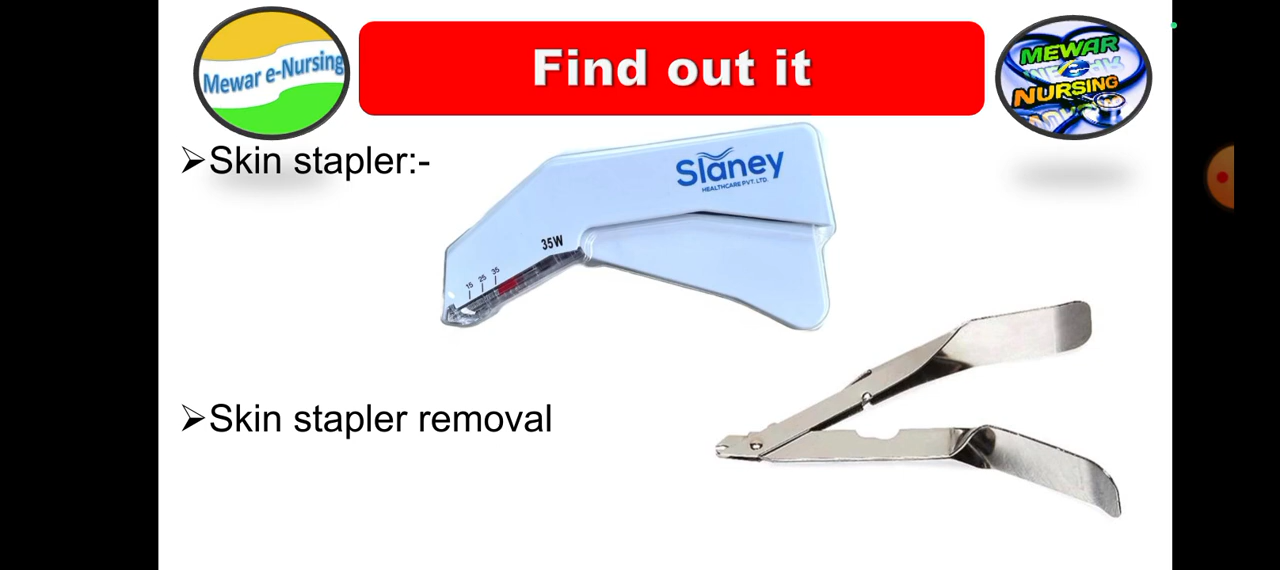 Mewar e-Nursing
Find out it
MEWAR
NURSING
➢Skin stapler:-
Slaney
HEALTHCARE PVT. LTD.
35W
15 25 35
➢Skin stapler removal